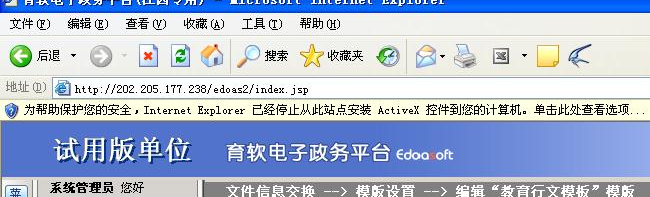 育软电子政务平台(江西专用) - Microsoft Internet Explorer
文件(F) 编辑(E) 查看(V) 收藏(A) 工具(T) 帮助(H)
后退 搜索 收藏夹
地址(D) http://202.205.177.238/edoas2/index.jsp
为帮助保护您的安全，Internet Explorer 已经停止从此站点安装 ActiveX 控件到您的计算机。单击此处查看选项...
试用版单位 育软电子政务平台 Edoasoft
系统管理员 您好 文件信息交换 --> 模版设置 --> 编辑“教育行文模板”模版
菜